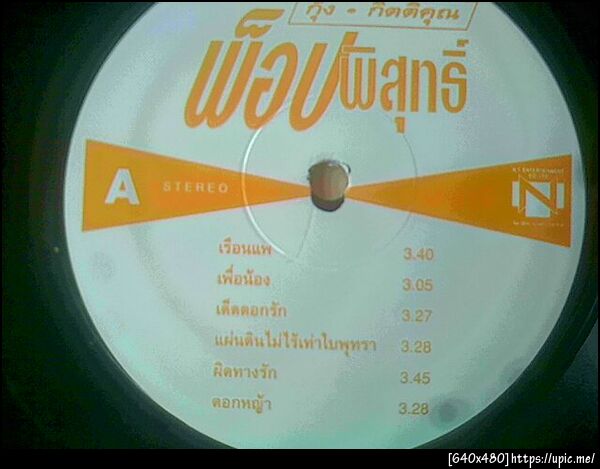 กุ้ง - กิตติคุณ
พ็อปพิสุทธิ์
A STEREO
N
เรือนแพ 3.40
เพื่อน้อง 3.05
เด็ดดอกรัก 3.27
แผ่นดินไม่ไร้เท่าใบพุทรา 3.28
ผิดทางรัก 3.45
ดอกหญ้า 3.28
[640x480]https://upic.me/